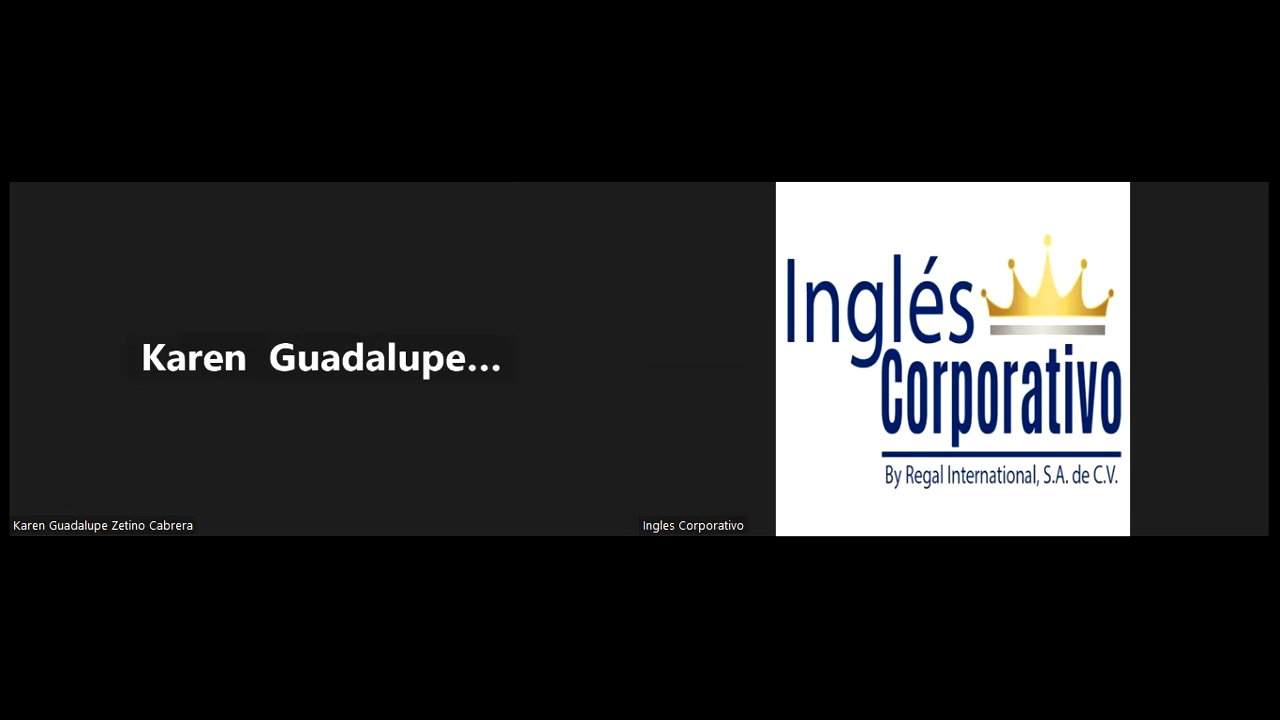 Karen Guadalupe...
Karen Guadalupe Zetino Cabrera
Inglés
Corporativo
By Regal International, S.A. de C.V.
Ingles Corporativo